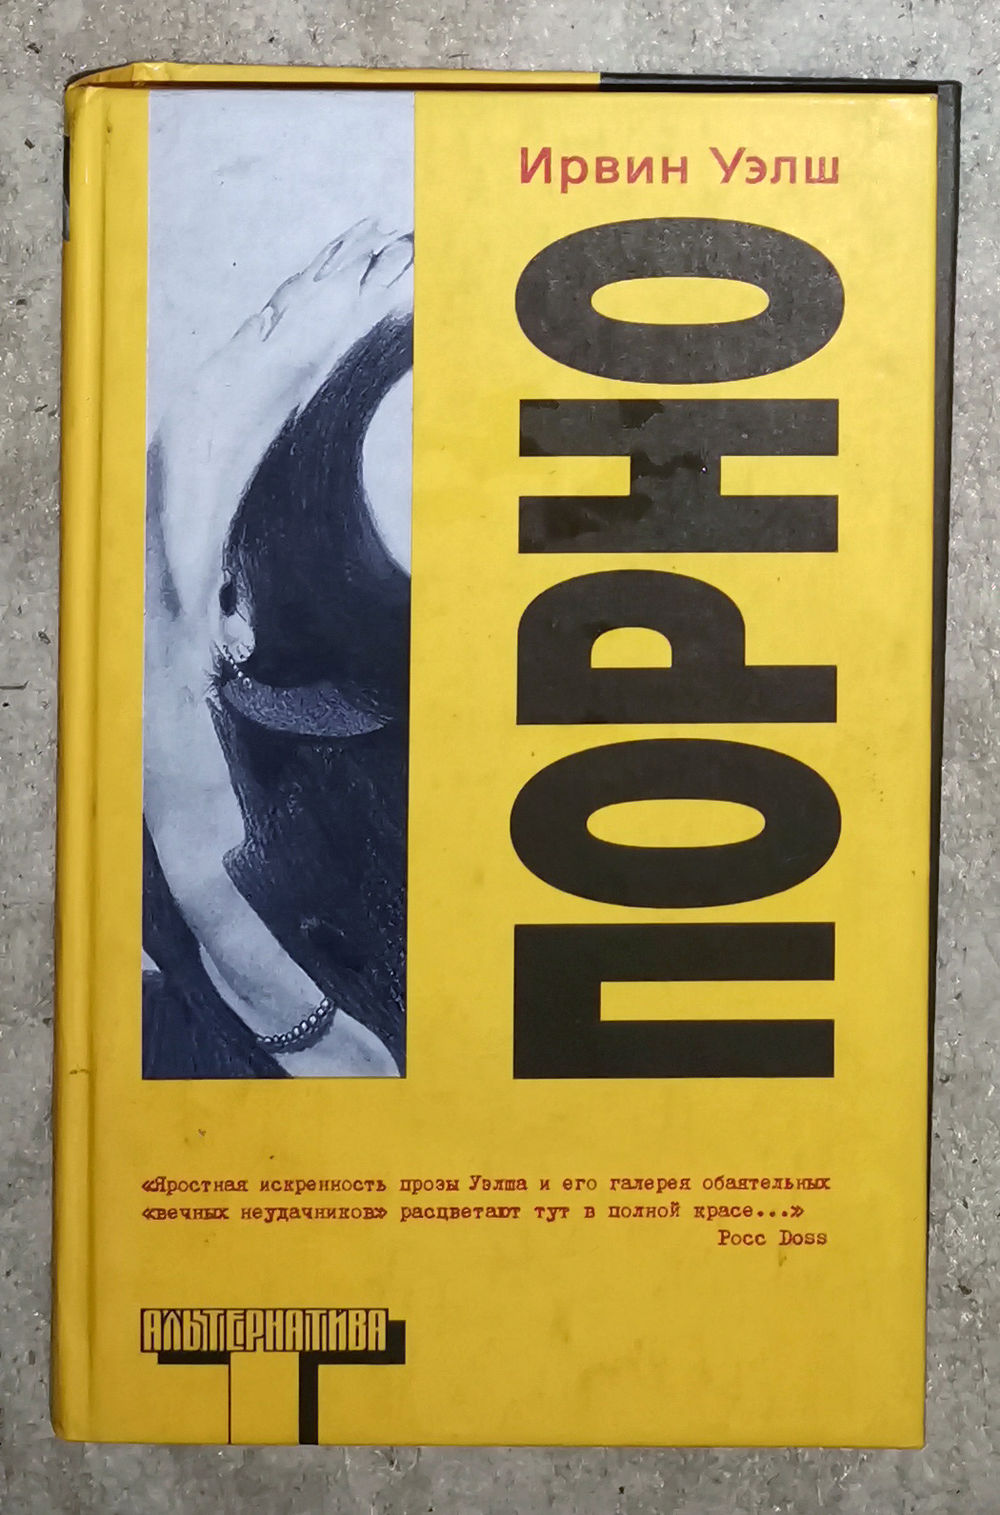 Ирвин Уэлш
ПОРНО
«Яростная искренность прозы Уэлша и его галерея обаятельных
«вечных неудачников» расцветают тут в полной красе...»
Росс Doss
АЛЬТЕРНАТИВА